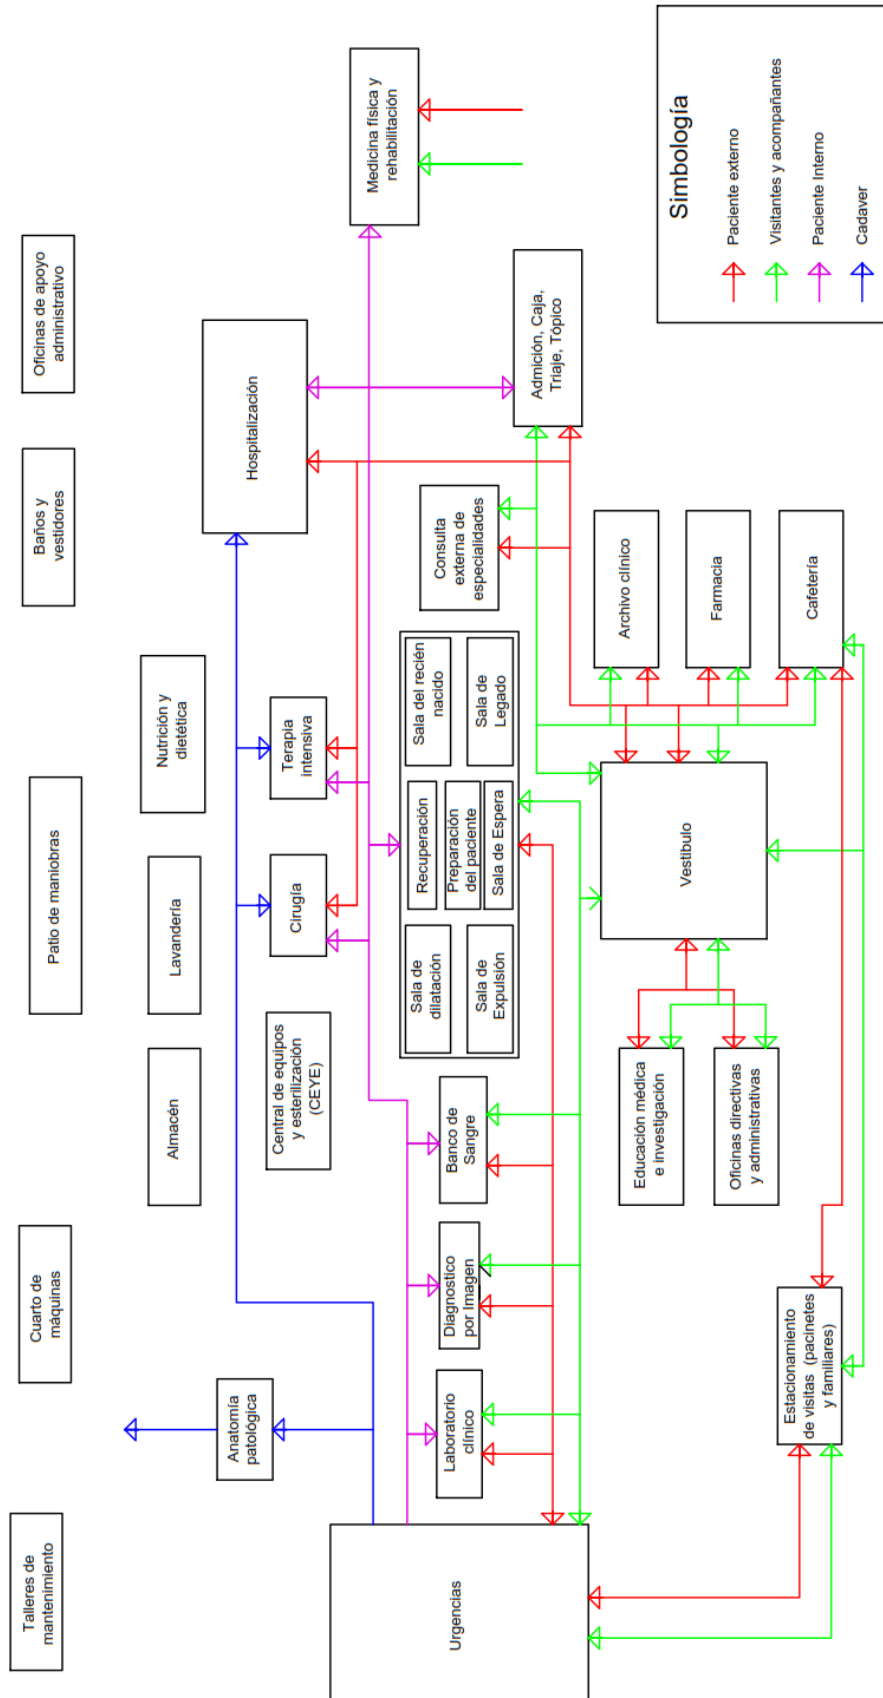 Talleres de
mantenimiento
Cuarto de
máquinas
Patio de maniobras
Baños y
vestidores
Oficinas de apoyo
administrativo
Almacén
Lavandería
Nutrición y
dietética
Anatomía
patológica
Central de equipos
y esterilización
(CEYE)
Cirugía
Terapia
intensiva
Hospitalización
Medicina física y
rehabilitación
Urgencias
Laboratorio
clínico
Diagnostico
por Imagen
Banco de
Sangre
Sala de
dilatación
Sala de
Expulsión
Recuperación
Preparación
del paciente
Sala de Espera
Sala del recién
nacido
Sala de
Legado
Consulta
externa de
especialidades
Admición, Caja,
Triaje, Tópico
Estacionamiento
de visitas (pacinetes
y familiares)
Educación médica
e investigación
Oficinas directivas
y administrativas
Vestibulo
Archivo clínico
Farmacia
Cafetería
Simbología
Paciente externo
Visitantes y acompañantes
Paciente Interno
Cadaver